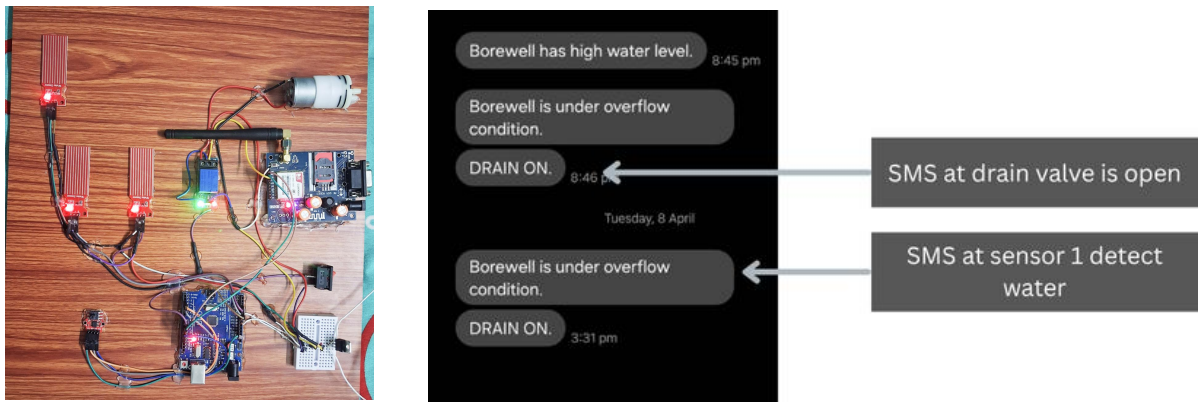 Borewell has high water level.
8:45 pm
Borewell is under overflow
condition.
DRAIN ON.
8:46 pm
Tuesday, 8 April
Borewell is under overflow
condition.
DRAIN ON.
3:31 pm
SMS at drain valve is open
SMS at sensor 1 detect
water